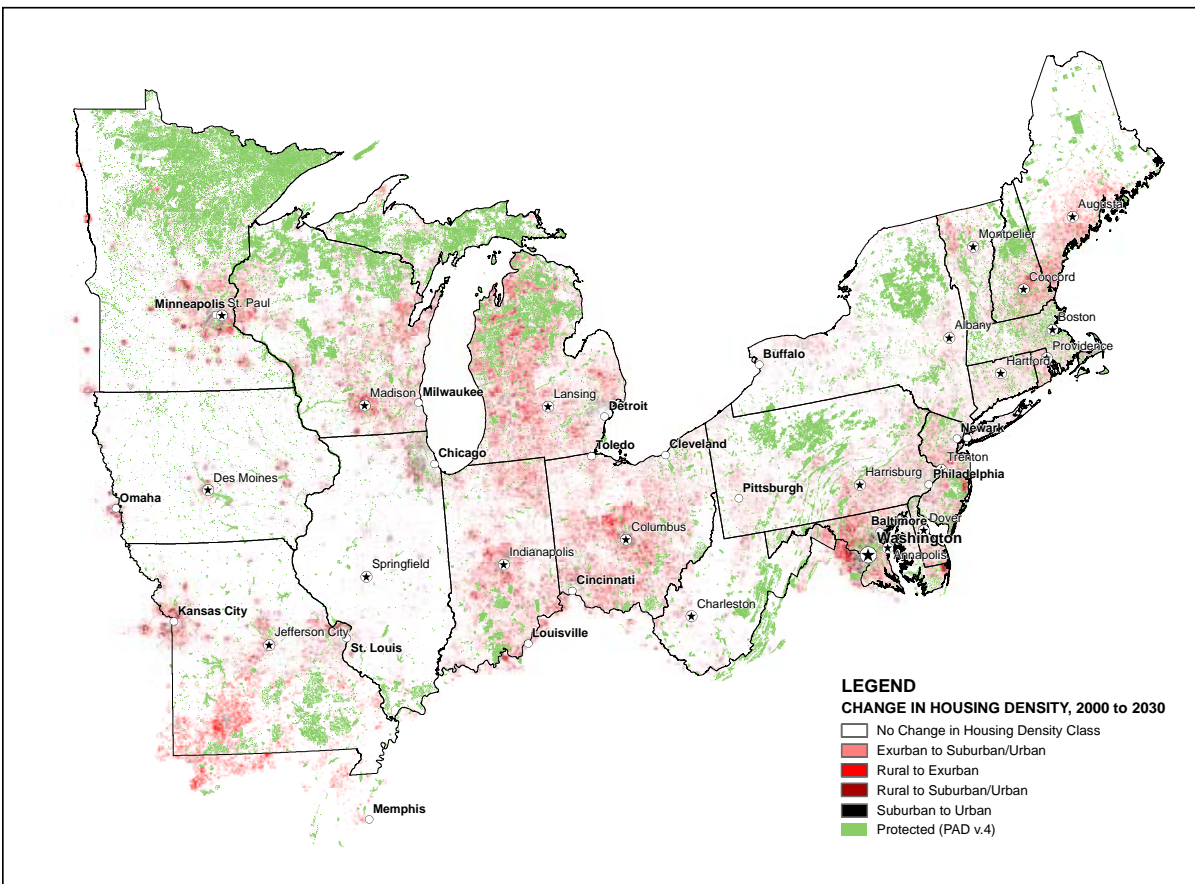 Augusta
Montpelier
Concord
Minneapolis
St. Paul
Boston
Albany
Providence
Buffalo
Hartford
Madison
Milwaukee
Lansing
Detroit
Newark
Toledo
Cleveland
Chicago
Trenton
Harrisburg
Philadelphia
Des Moines
Omaha
Pittsburgh
Baltimore
Dover
Columbus
Washington
Indianapolis
Annapolis
Springfield
Cincinnati
Kansas City
Charleston
Jefferson City
Louisville
St. Louis
LEGEND
CHANGE IN HOUSING DENSITY, 2000 to 2030
No Change in Housing Density Class
Exurban to Suburban/Urban
Rural to Exurban
Rural to Suburban/Urban
Suburban to Urban
Protected (PAD v.4)
Memphis